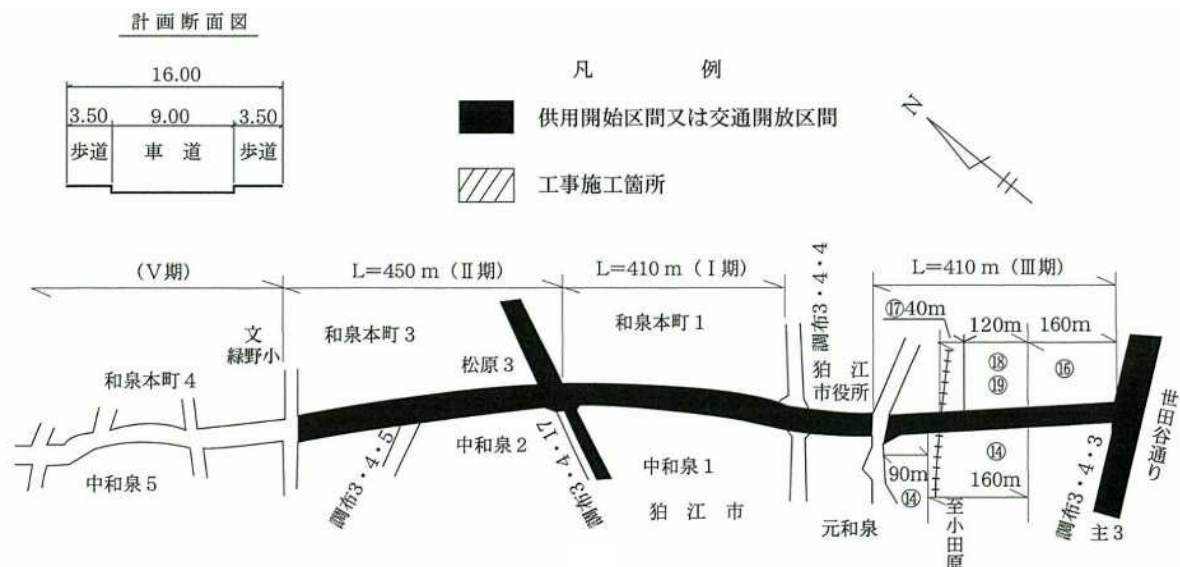 計画断面図
16.00
3.50 9.00 3.50
歩道 車道 歩道
凡例
供用開始区間又は交通開放区間
工事施工箇所
N
(Ⅴ期)
L=450 m (Ⅱ期)
L=410 m (Ⅰ期)
調布3・4・4
L=410 m (Ⅲ期)
⑰40m
120m
160m
文
緑野小
和泉本町3
和泉本町1
狛江
市役所
⑱
⑲
⑯
和泉本町4
松原3
世田谷通り
中和泉5
調布3・4・5
中和泉2
調布3・4・17
中和泉1
90m
⑭
⑭
160m
調布3・4・3
狛江市
元和泉
至小田原
主3